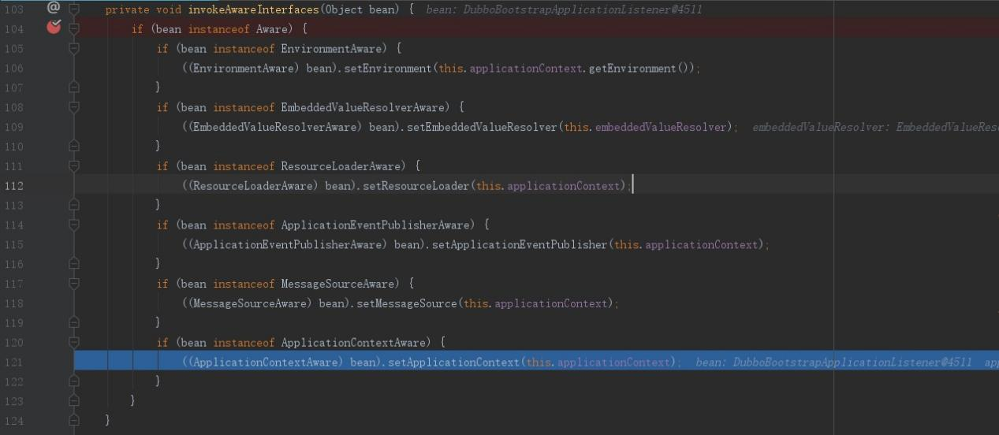 103 @ private void invokeAwareInterfaces(Object bean) { bean: DubboBootstrapApplicationListener@4511
104 if (bean instanceof Aware) {
105 if (bean instanceof EnvironmentAware) {
106 ((EnvironmentAware) bean).setEnvironment(this.applicationContext.getEnvironment());
107 }
108 if (bean instanceof EmbeddedValueResolverAware) {
109 ((EmbeddedValueResolverAware) bean).setEmbeddedValueResolver(this.embeddedValueResolver); embeddedValueResolver: EmbeddedValueRes
110 }
111 if (bean instanceof ResourceLoaderAware) {
112 ((ResourceLoaderAware) bean).setResourceLoader(this.applicationContext);
113 }
114 if (bean instanceof ApplicationEventPublisherAware) {
115 ((ApplicationEventPublisherAware) bean).setApplicationEventPublisher(this.applicationContext);
116 }
117 if (bean instanceof MessageSourceAware) {
118 ((MessageSourceAware) bean).setMessageSource(this.applicationContext);
119 }
120 if (bean instanceof ApplicationContextAware) {
121 ((ApplicationContextAware) bean).setApplicationContext(this.applicationContext); bean: DubboBootstrapApplicationListener@4511 app
122 }
123 }
124 }